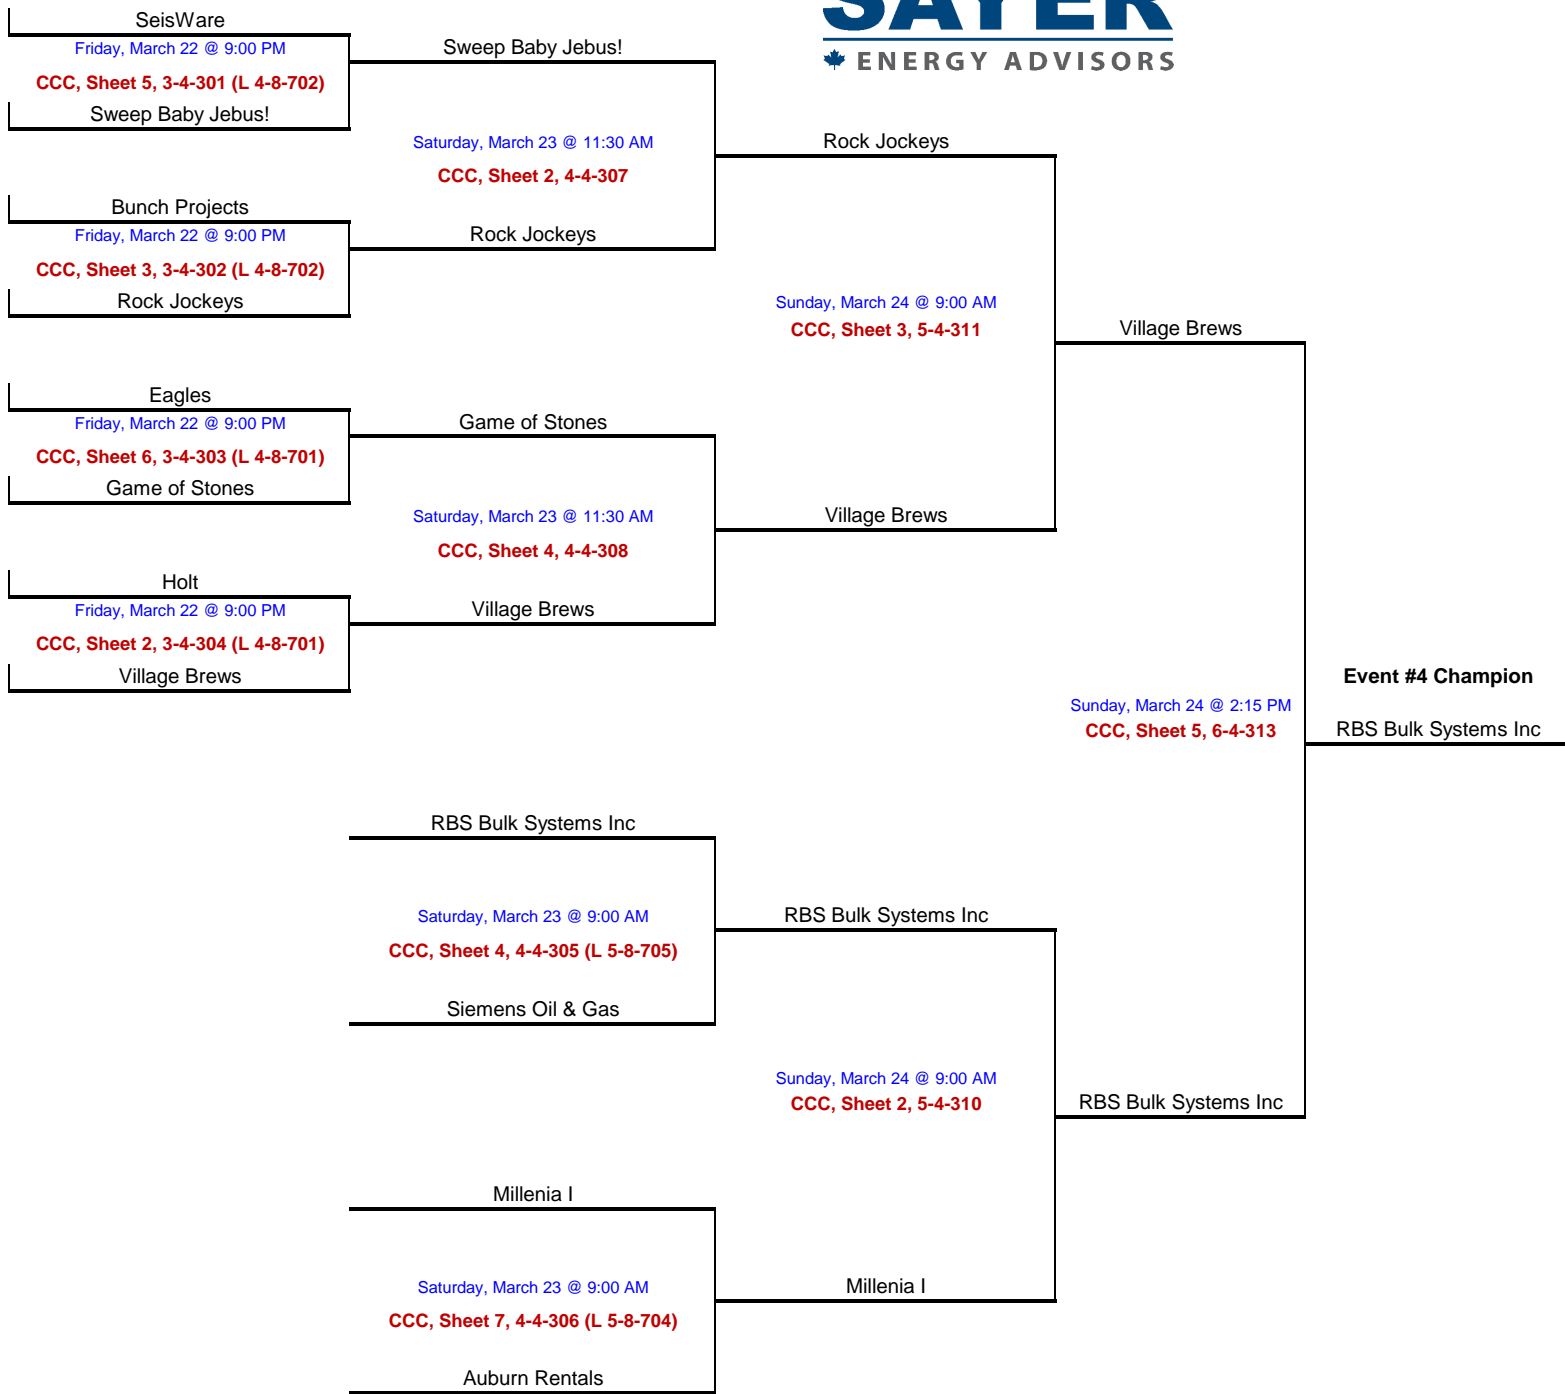 SAYER
ENERGY ADVISORS
SeisWare
Friday, March 22 @ 9:00 PM
CCC, Sheet 5, 3-4-301 (L 4-8-702)
Sweep Baby Jebus!
Bunch Projects
Friday, March 22 @ 9:00 PM
CCC, Sheet 3, 3-4-302 (L 4-8-702)
Rock Jockeys
Eagles
Friday, March 22 @ 9:00 PM
CCC, Sheet 6, 3-4-303 (L 4-8-701)
Game of Stones
Holt
Friday, March 22 @ 9:00 PM
CCC, Sheet 2, 3-4-304 (L 4-8-701)
Village Brews
Sweep Baby Jebus!
Saturday, March 23 @ 11:30 AM
CCC, Sheet 2, 4-4-307
Rock Jockeys
Game of Stones
Saturday, March 23 @ 11:30 AM
CCC, Sheet 4, 4-4-308
Village Brews
RBS Bulk Systems Inc
Saturday, March 23 @ 9:00 AM
CCC, Sheet 4, 4-4-305 (L 5-8-705)
Siemens Oil & Gas
Millenia I
Saturday, March 23 @ 9:00 AM
CCC, Sheet 7, 4-4-306 (L 5-8-704)
Auburn Rentals
Rock Jockeys
Sunday, March 24 @ 9:00 AM
CCC, Sheet 3, 5-4-311
Village Brews
RBS Bulk Systems Inc
Sunday, March 24 @ 9:00 AM
CCC, Sheet 2, 5-4-310
Millenia I
Village Brews
Sunday, March 24 @ 2:15 PM
CCC, Sheet 5, 6-4-313
RBS Bulk Systems Inc
Event #4 Champion
RBS Bulk Systems Inc